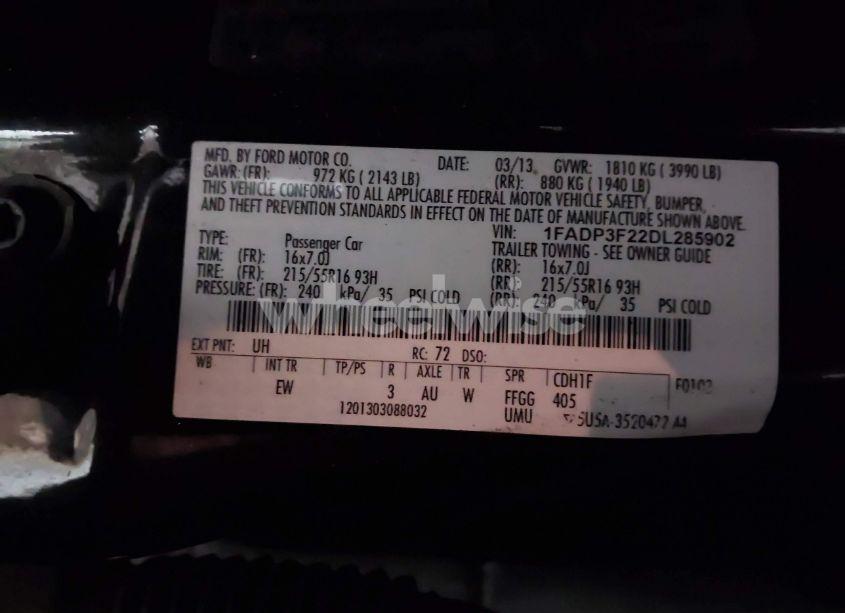 MFD. BY FORD MOTOR CO. DATE: 03/13 GVWR: 1810 KG ( 3990 LB)
GAWR: (FR): 972 KG ( 2143 LB) (RR): 880 KG ( 1940 LB)
THIS VEHICLE CONFORMS TO ALL APPLICABLE FEDERAL MOTOR VEHICLE SAFETY, BUMPER,
AND THEFT PREVENTION STANDARDS IN EFFECT ON THE DATE OF MANUFACTURE SHOWN ABOVE.
VIN: 1FADP3F22DL285902
TYPE: Passenger Car TRAILER TOWING - SEE OWNER GUIDE
RIM: (FR): 16x7.0J (RR): 16x7.0J
TIRE: (FR): 215/55R16 93H (RR): 215/55R16 93H
PRESSURE: (FR): 240 kPa/ 35 PSI COLD (RR): 240 kPa/ 35 PSI COLD
wheelwise
EXT PNT: UH RC: 72 DSO:
WB INT TR TP/PS R AXLE TR SPR CDH1F F0102
EW 3 AU W FFGG 405
1201303088032 UMU